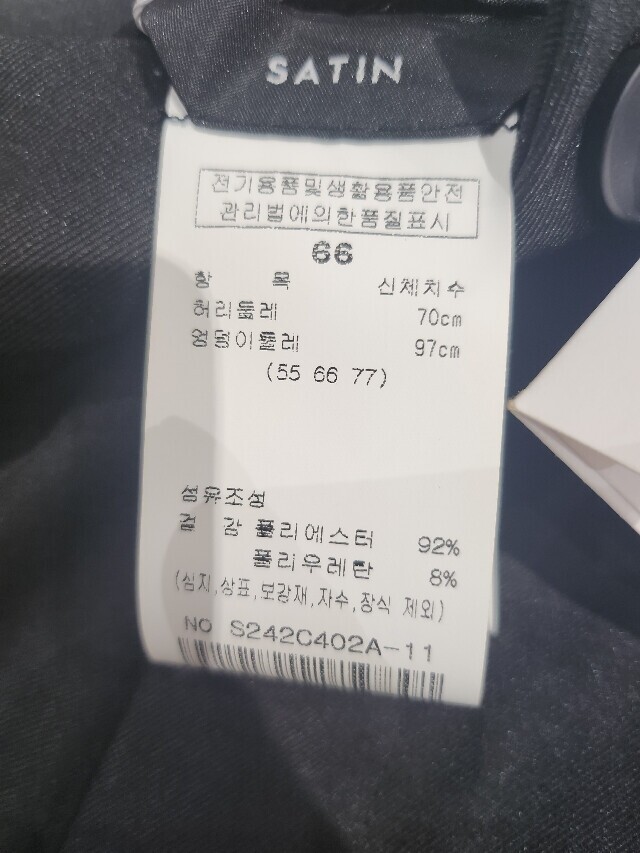 SATIN
전기용품및생활용품안전
관리법에의한품질표시
66
항 목 신체치수
허리둘레 70cm
엉덩이둘레 97cm
(55 66 77)
섬유조성
겉 감 폴리에스터 92%
폴리우레탄 8%
(심지,상표,보강재,자수,장식 제외)
NO S242C402A-11